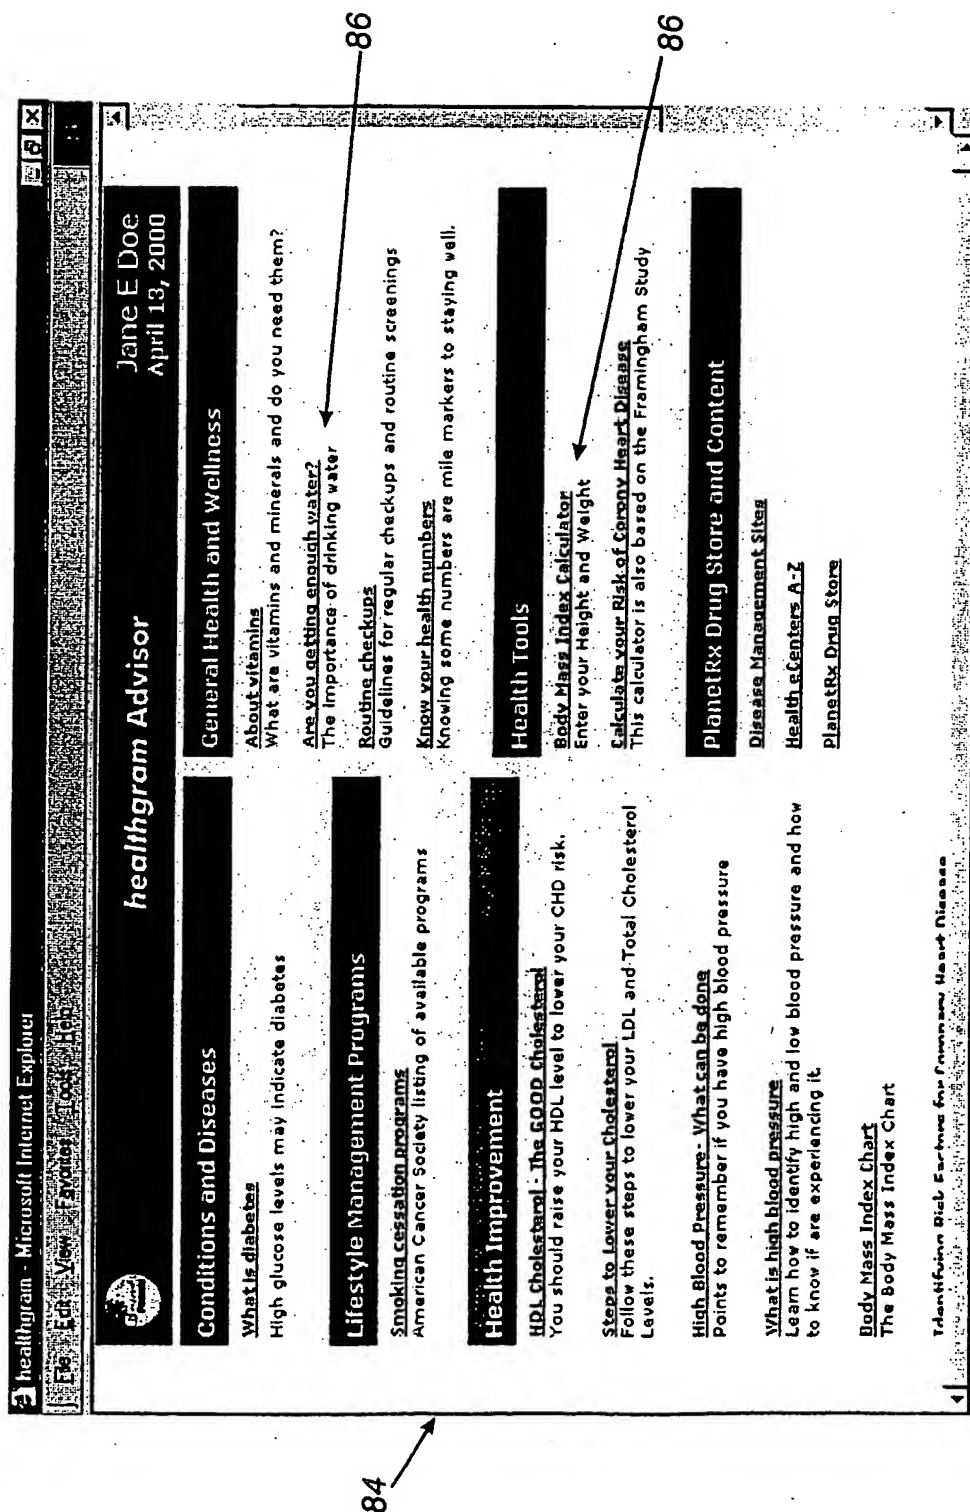 healthgram - Microsoft Internet Explorer
File Edit View Favorites Tools Help
healthgram Advisor
Jane E Doe
April 13, 2000
Conditions and Diseases
What is diabetes
High glucose levels may indicate diabetes
Lifestyle Management Programs
Smoking cessation programs
American Cancer Society listing of available programs
Health Improvement
HDL Cholesterol - The GOOD Cholesterol
You should raise your HDL level to lower your CHD risk.
Steps to Lower your Cholesterol
Follow these steps to lower your LDL and Total Cholesterol
Levels.
High Blood Pressure - What can be done
Points to remember if you have high blood pressure
What is high blood pressure
Learn how to identify high and low blood pressure and how
to know if are experiencing it.
Body Mass Index Chart
The Body Mass Index Chart
General Health and Wellness
About vitamins
What are vitamins and minerals and do you need them?
Are you getting enough water?
The Importance of drinking water
Routine checkups
Guidelines for regular checkups and routine screenings
Know your health numbers
Knowing some numbers are mile markers to staying well.
Health Tools
Body Mass Index Calculator
Enter your Height and Weight
Calculate your Risk of Corony Heart Disease
This calculator is also based on the Framingham Study
PlanetRx Drug Store and Content
Disease Management Sites
Health eCenters A-Z
PlanetRx Drug Store
84
86
86